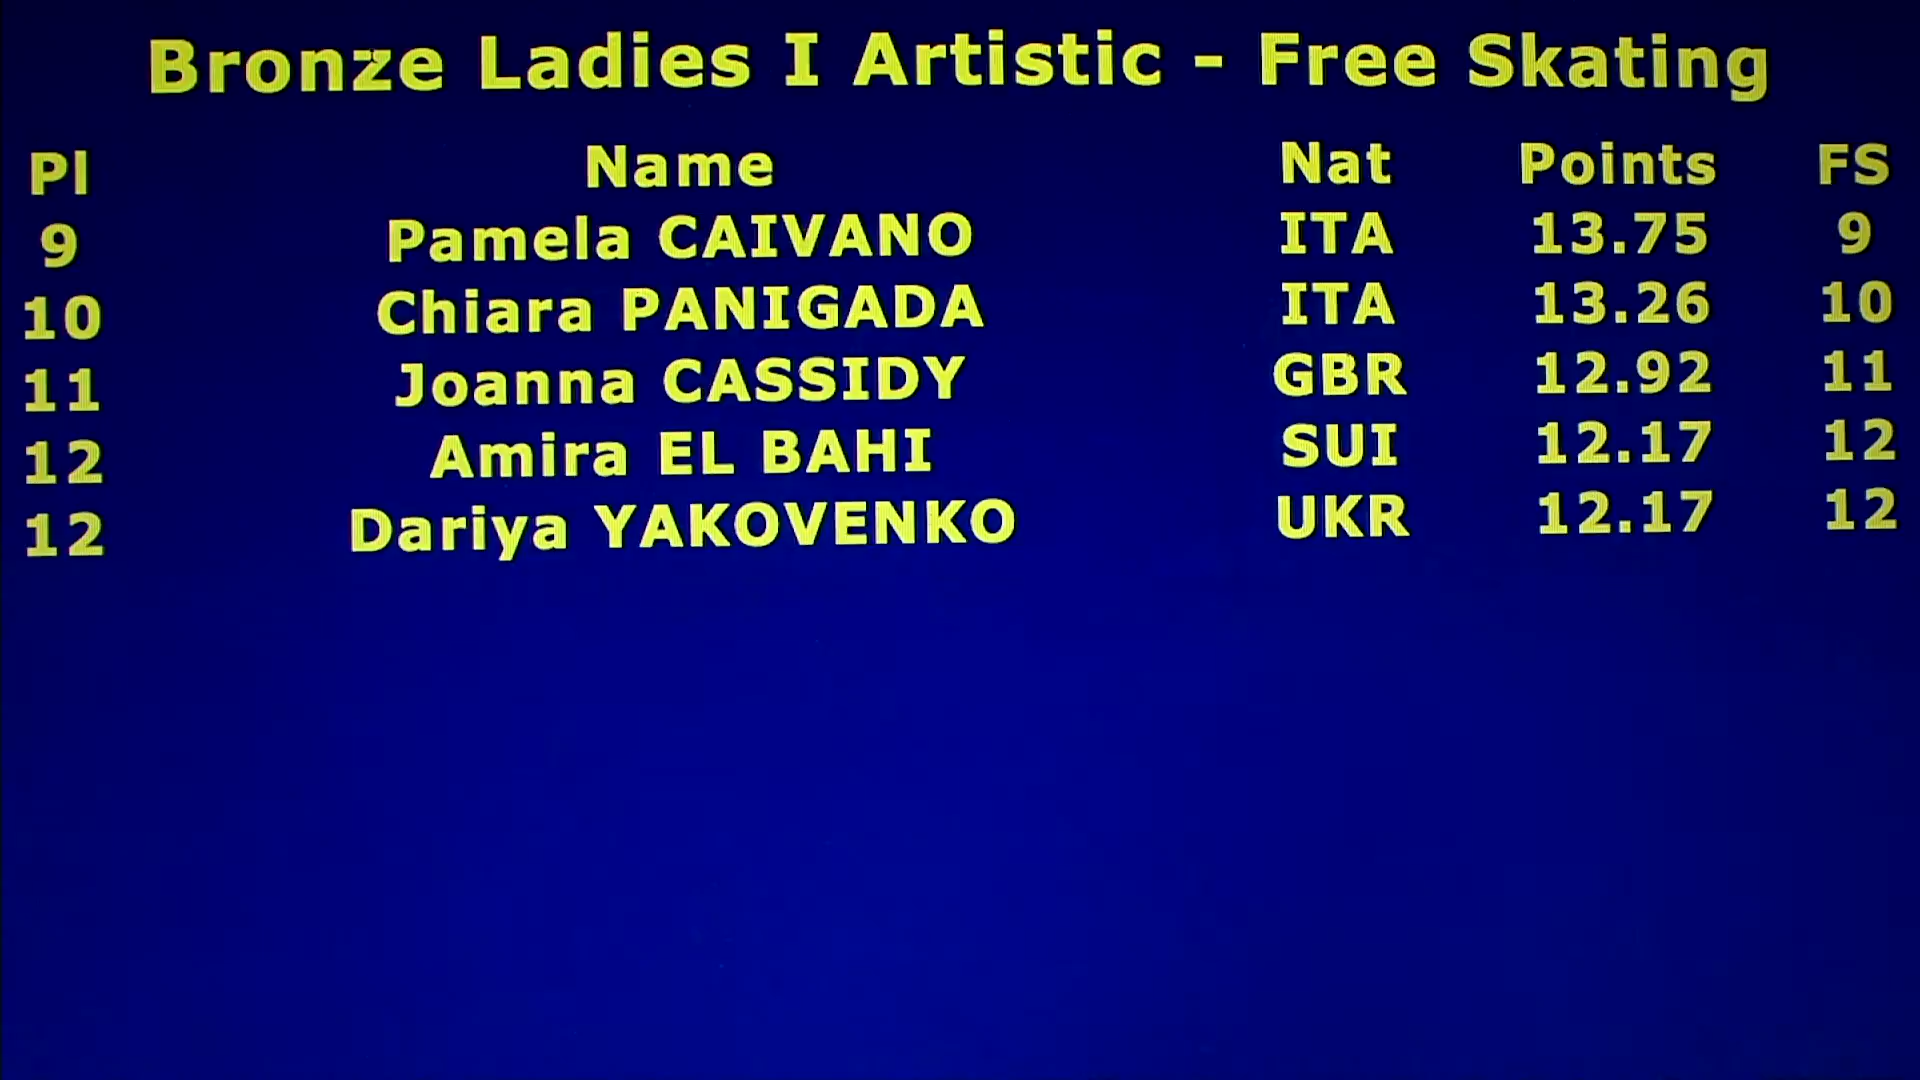 Bronze Ladies I Artistic - Free Skating
Pl Name Nat Points FS
9 Pamela CAIVANO ITA 13.75 9
10 Chiara PANIGADA ITA 13.26 10
11 Joanna CASSIDY GBR 12.92 11
12 Amira EL BAHI SUI 12.17 12
12 Dariya YAKOVENKO UKR 12.17 12